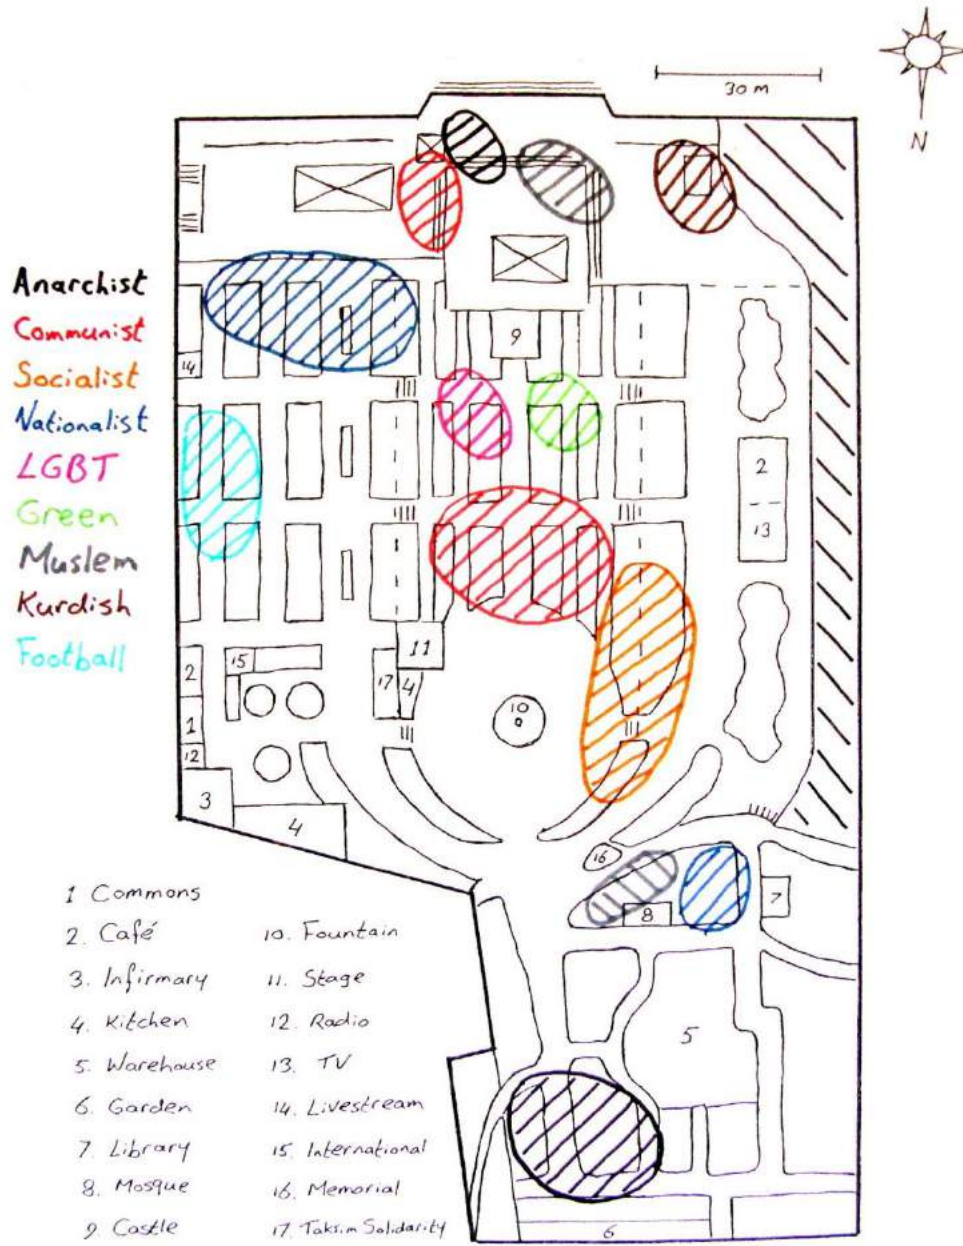 30 m
N
Anarchist
Communist
Socialist
Nationalist
LGBT
Green
Muslem
Kurdish
Football
9
14
2
13
11
15
17
4
2
1
12
3
4
10
16
8
7
5
6
1 Commons
2. Café
3. Infirmary
4. Kitchen
5. Warehouse
6. Garden
7. Library
8. Mosque
9. Castle
10. Fountain
11. Stage
12. Radio
13. TV
14. Livestream
15. International
16. Memorial
17. Taksim Solidarity